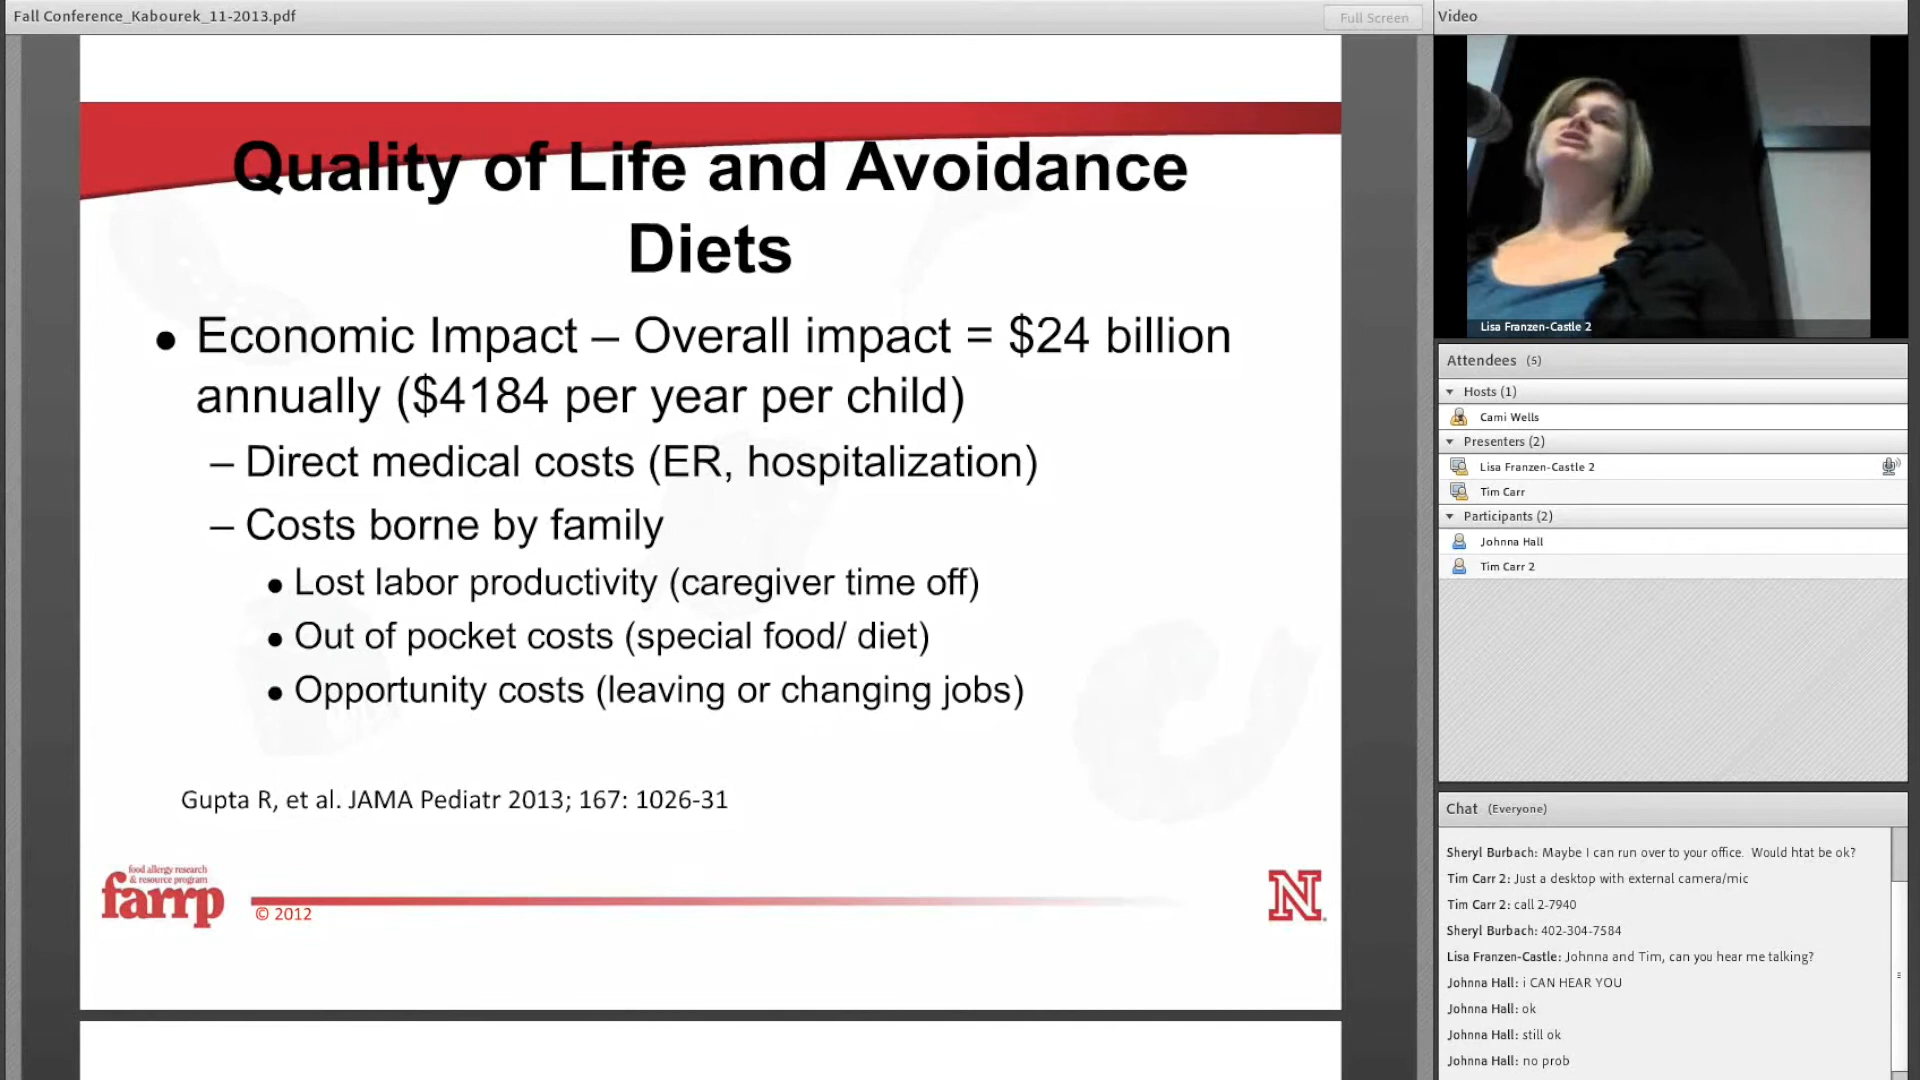 Fall Conference_Kabourek_11-2013.pdf
Full Screen
Quality of Life and Avoidance
Diets
● Economic Impact – Overall impact = $24 billion
annually ($4184 per year per child)
– Direct medical costs (ER, hospitalization)
– Costs borne by family
● Lost labor productivity (caregiver time off)
● Out of pocket costs (special food/ diet)
● Opportunity costs (leaving or changing jobs)
Gupta R, et al. JAMA Pediatr 2013; 167: 1026-31
food allergy research
& resource program
farrp
© 2012
N
Video
Lisa Franzen-Castle 2
Attendees (5)
Hosts (1)
Cami Wells
Presenters (2)
Lisa Franzen-Castle 2
Tim Carr
Participants (2)
Johnna Hall
Tim Carr 2
Chat (Everyone)
Sheryl Burbach: Maybe I can run over to your office. Would htat be ok?
Tim Carr 2: Just a desktop with external camera/mic
Tim Carr 2: call 2-7940
Sheryl Burbach: 402-304-7584
Lisa Franzen-Castle: Johnna and Tim, can you hear me talking?
Johnna Hall: i CAN HEAR YOU
Johnna Hall: ok
Johnna Hall: still ok
Johnna Hall: no prob